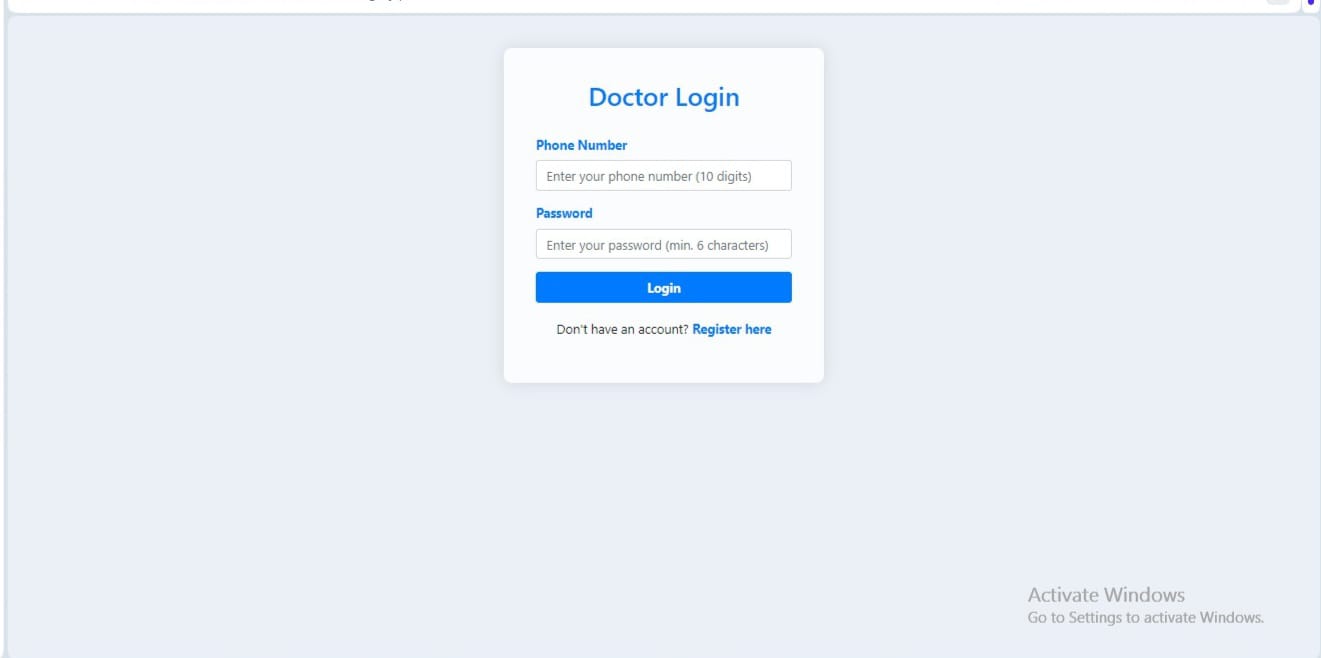 Doctor Login
Phone Number
Enter your phone number (10 digits)
Password
Enter your password (min. 6 characters)
Login
Don't have an account? Register here
Activate Windows
Go to Settings to activate Windows.